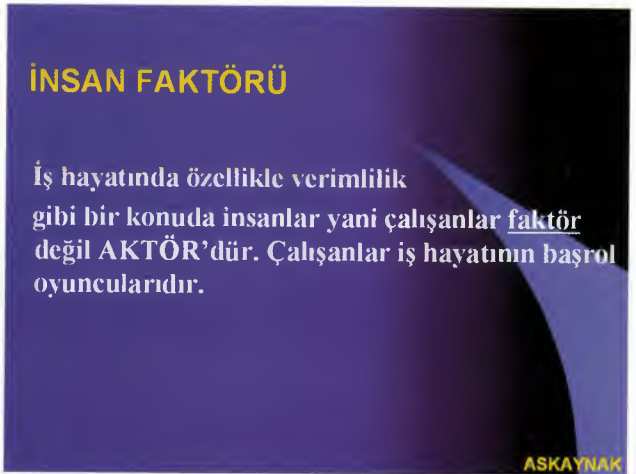 İNSAN FAKTÖRÜ
İş hayatında özellikle verimlilik
gibi bir konuda insanlar yani çalışanlar faktör
değil AKTÖR’dür. Çalışanlar iş hayatının başrol
oyuncularıdır.
ASKAYNAK